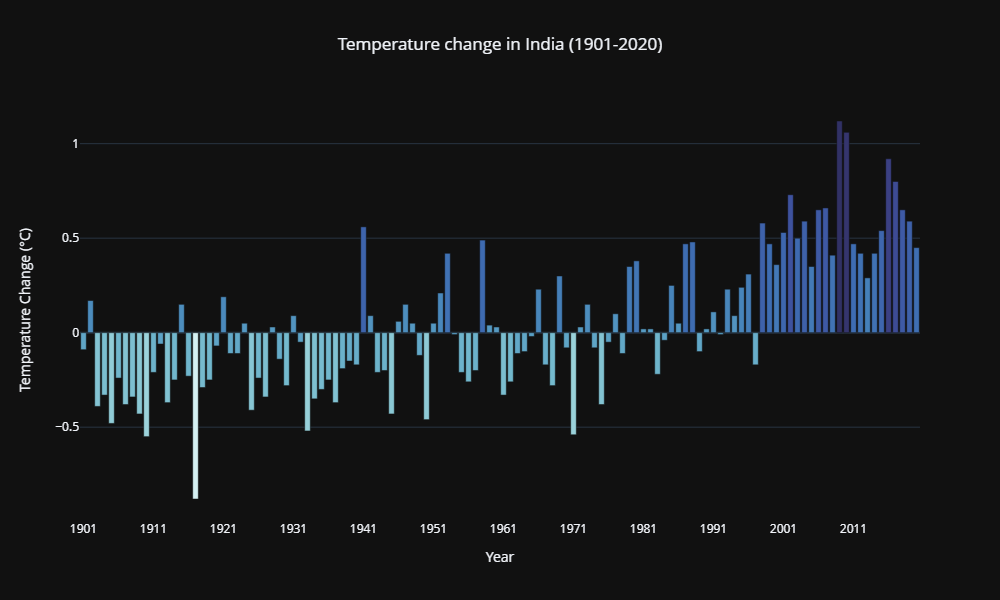 Temperature change in India (1901-2020)
Temperature Change (°C)
1
0.5
0
−0.5
1901 1911 1921 1931 1941 1951 1961 1971 1981 1991 2001 2011
Year